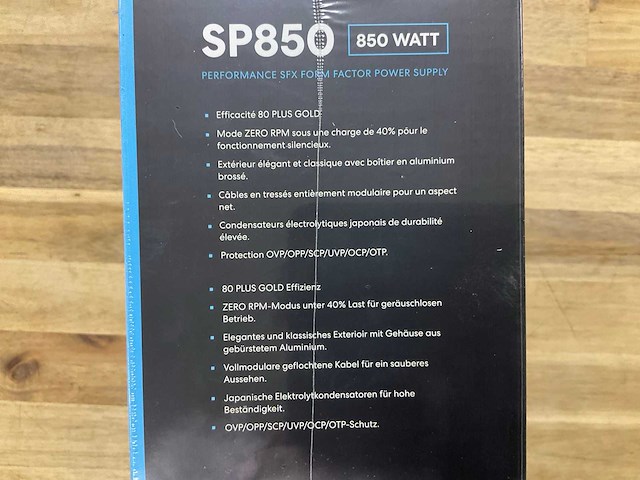 SP850 850 WATT
PERFORMANCE SFX FORM FACTOR POWER SUPPLY
Efficacité 80 PLUS GOLD
Mode ZERO RPM sous une charge de 40% pour le
fonctionnement silencieux.
Extérieur élégant et classique avec boîtier en aluminium
brossé.
Câbles en tressés entièrement modulaire pour un aspect
net.
Condensateurs électrolytiques japonais de durabilité
élevée.
Protection OVP/OPP/SCP/UVP/OCP/OTP.
80 PLUS GOLD Effizienz
ZERO RPM-Modus unter 40% Last für geräuschlosen
Betrieb.
Elegantes und klassisches Exterioir mit Gehäuse aus
gebürstetem Aluminium.
Vollmodulare geflochtene Kabel für ein sauberes
Aussehen.
Japanische Elektrolytkondensatoren für hohe
Beständigkeit.
OVP/OPP/SCP/UVP/OCP/OTP-Schutz.